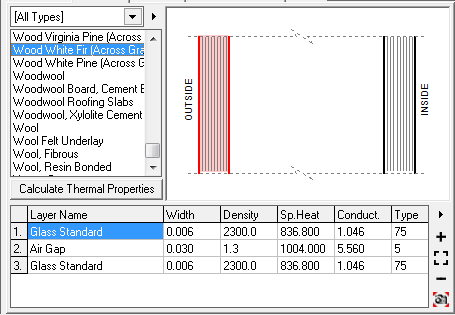 [All Types]
Wood Virginia Pine (Across
Wood White Fir (Across Gra
Wood White Pine (Across G
Woodwool
Woodwool Board, Cement B
Woodwool Roofing Slabs
Woodwool, Xylolite Cement
Wool
Wool Felt Underlay
Wool, Fibrous
Wool, Resin Bonded
Calculate Thermal Properties
OUTSIDE
INSIDE
Layer Name Width Density Sp.Heat Conduct. Type
1. Glass Standard 0.006 2300.0 836.800 1.046 75
2. Air Gap 0.030 1.3 1004.000 5.560 5
3. Glass Standard 0.006 2300.0 836.800 1.046 75